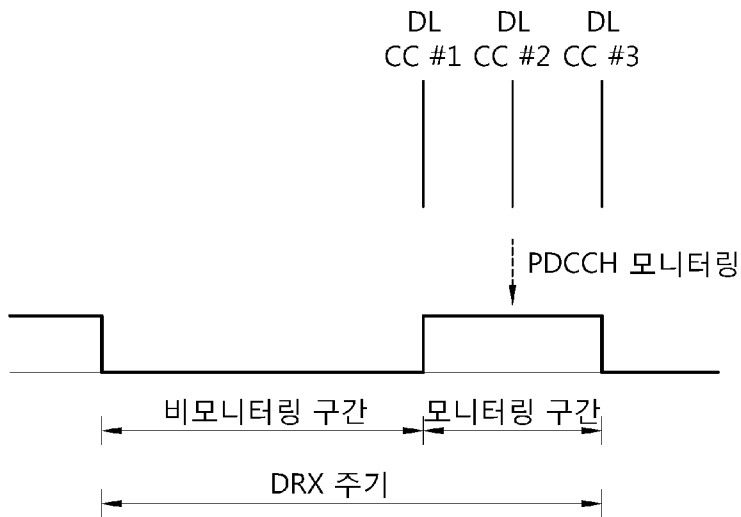 DL DL DL
CC #1 CC #2 CC #3
PDCCH 모니터링
비모니터링 구간 모니터링 구간
DRX 주기